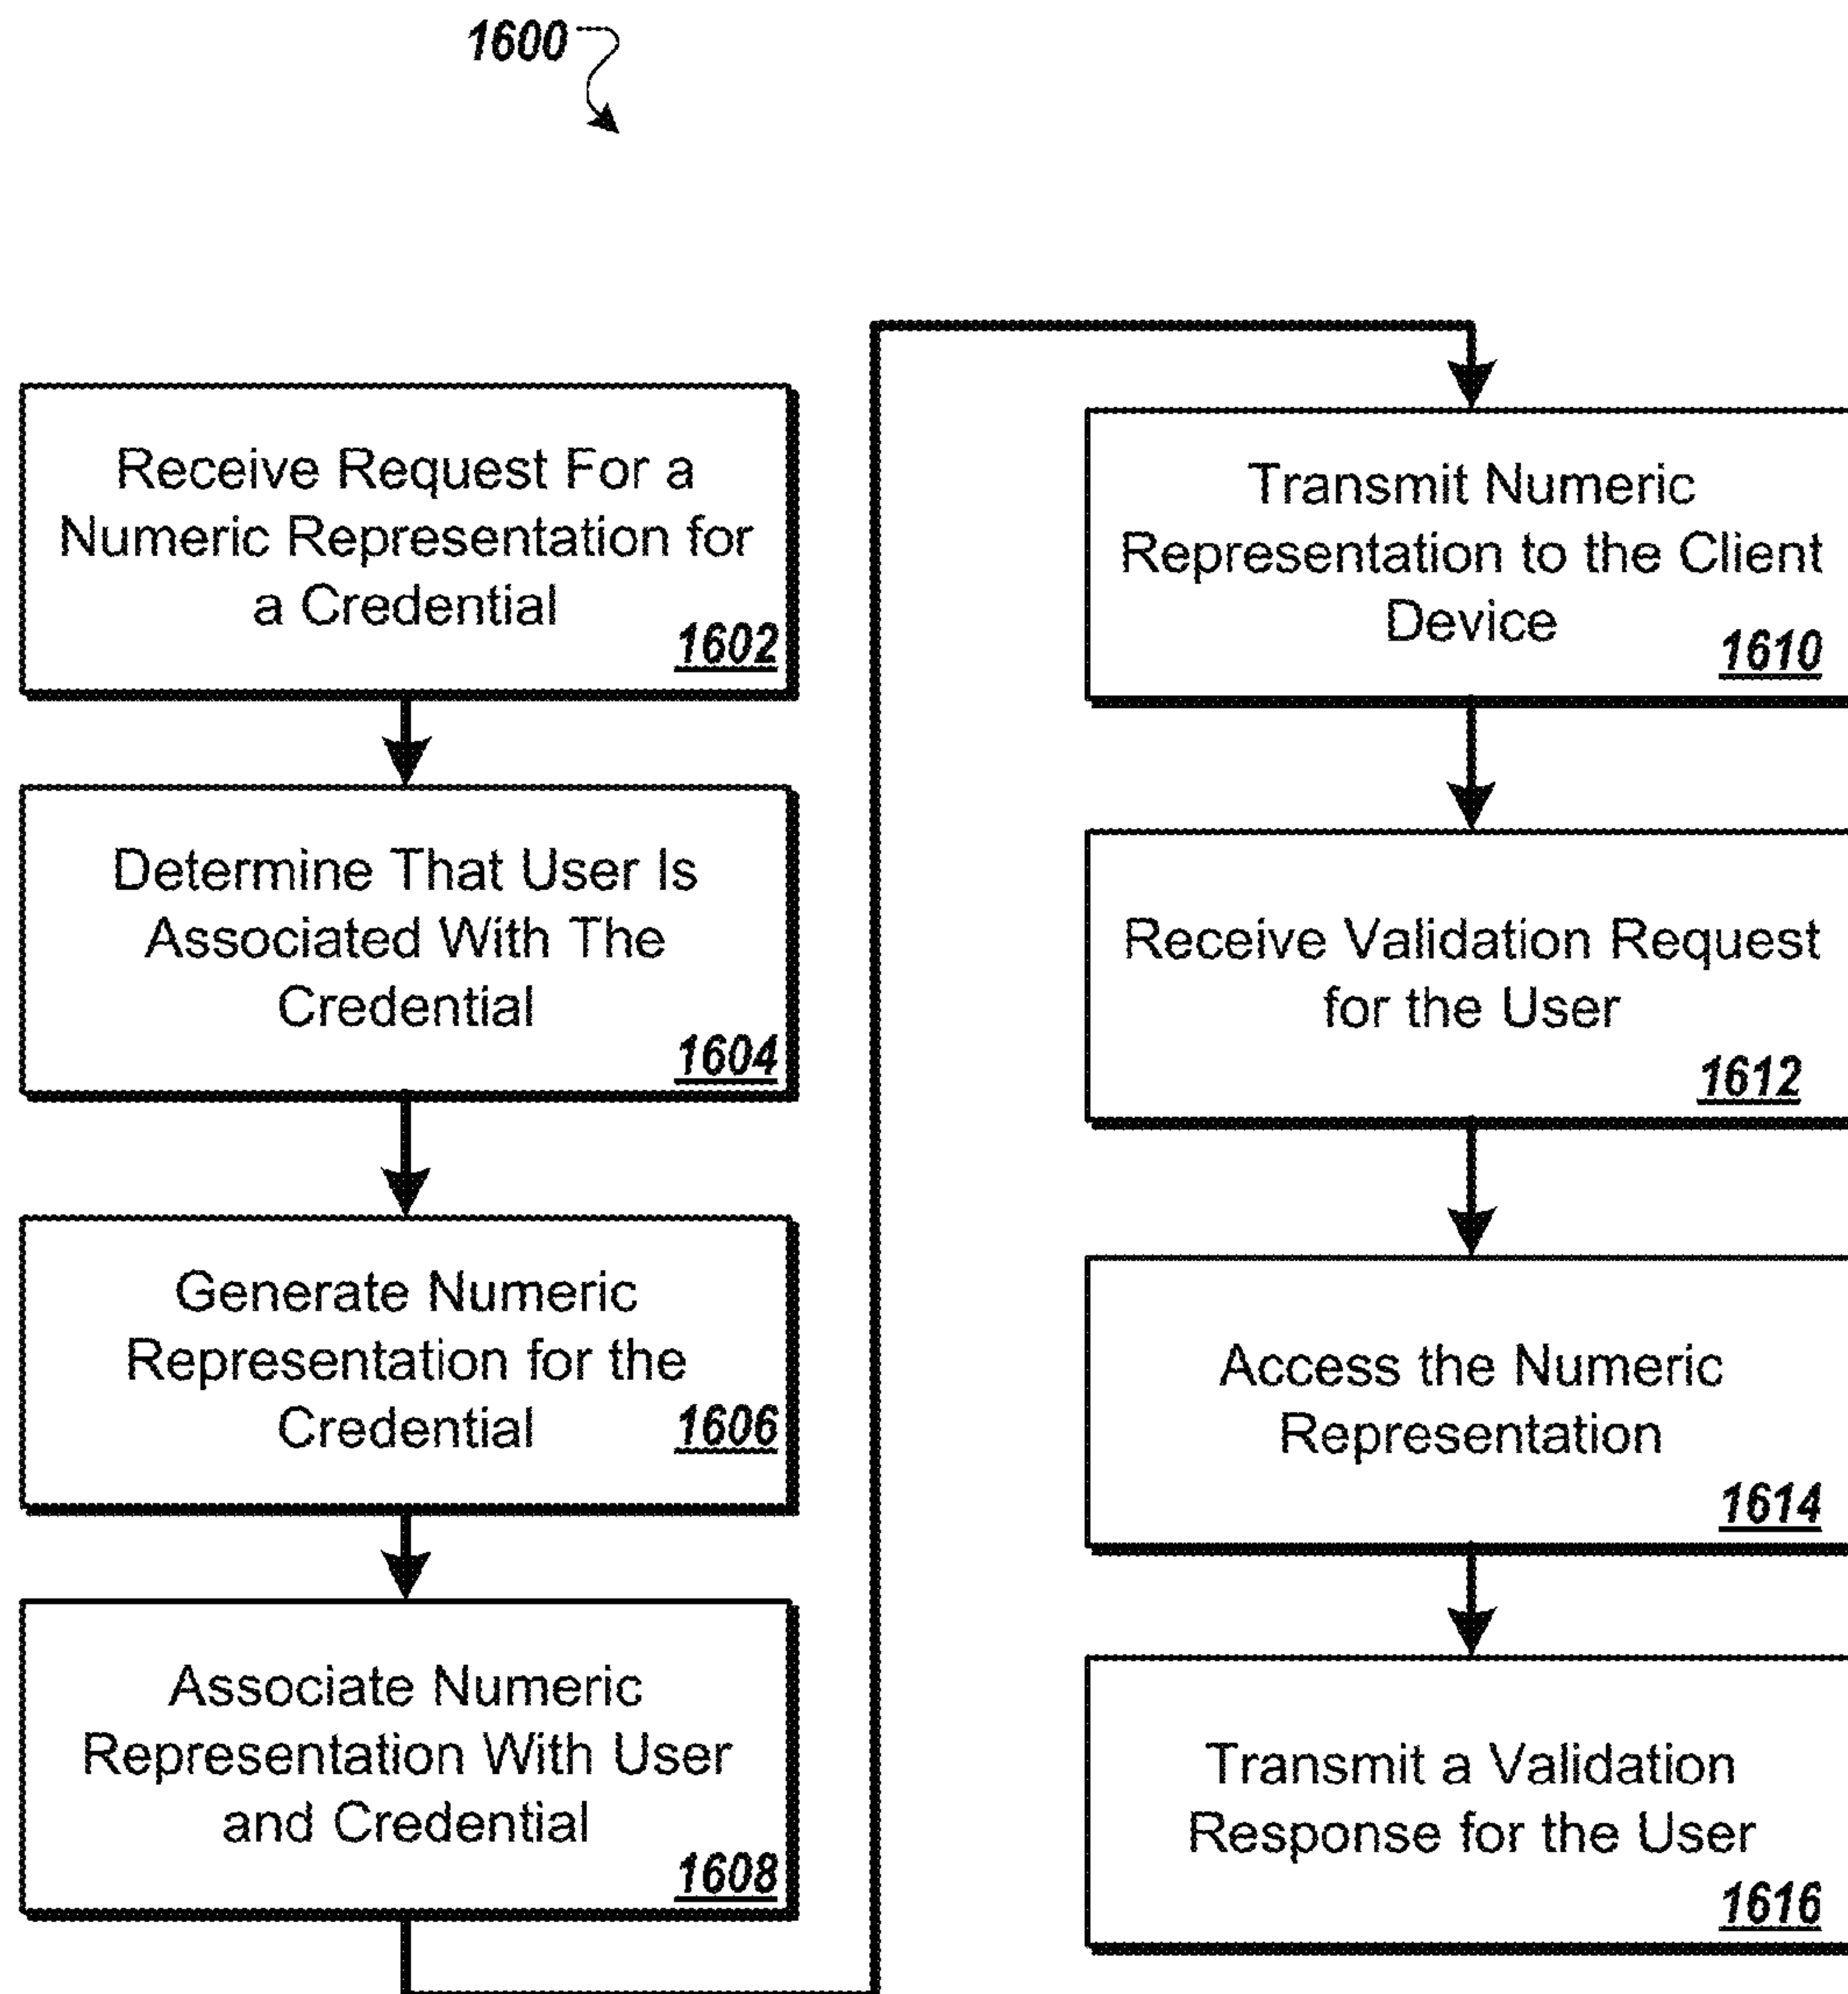 1600
Receive Request For a
Numeric Representation for
a Credential
1602
Determine That User Is
Associated With The
Credential
1604
Generate Numeric
Representation for the
Credential
1606
Associate Numeric
Representation With User
and Credential
1608
Transmit Numeric
Representation to the Client
Device
1610
Receive Validation Request
for the User
1612
Access the Numeric
Representation
1614
Transmit a Validation
Response for the User
1616